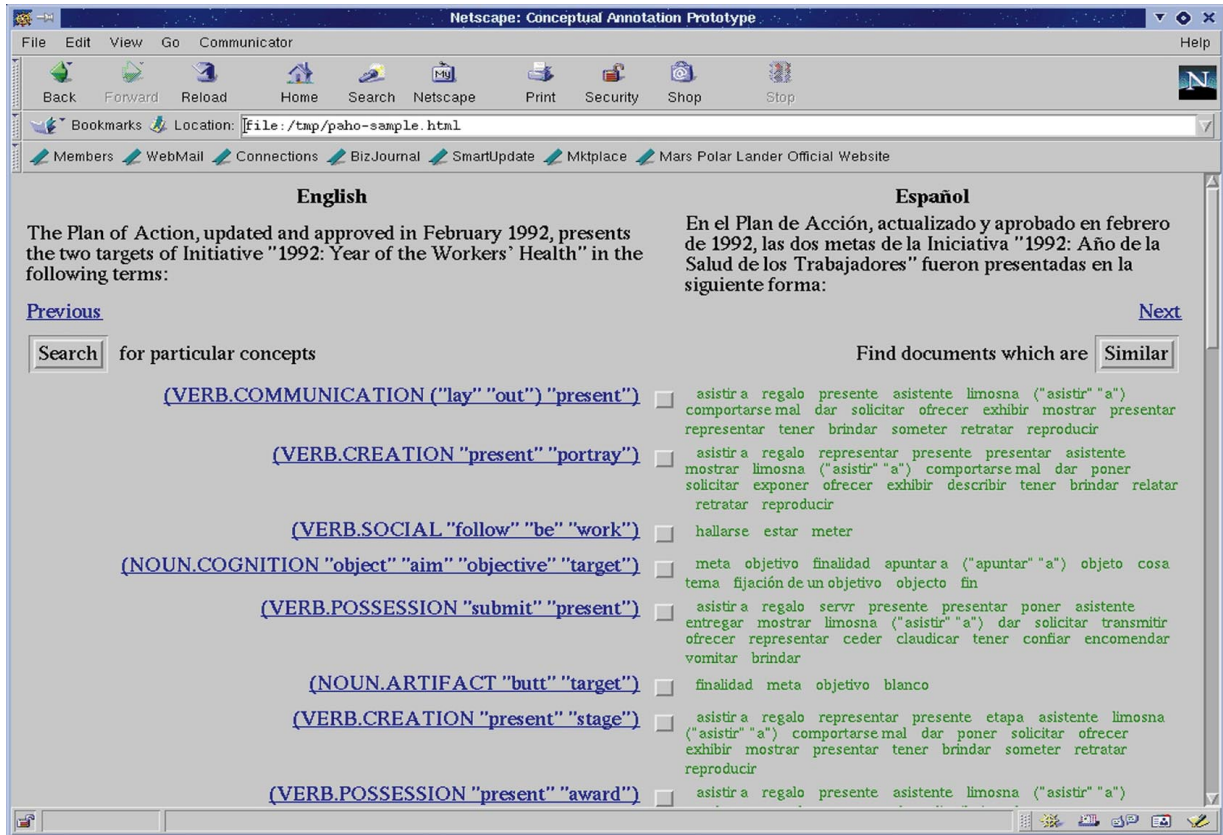 Netscape: Conceptual Annotation Prototype
File Edit View Go Communicator Help
Back Forward Reload Home Search Netscape Print Security Shop Stop
Bookmarks Location: file:/tmp/paho-sample.html
Members WebMail Connections BizJournal SmartUpdate Mktplace Mars Polar Lander Official Website
English
The Plan of Action, updated and approved in February 1992, presents
the two targets of Initiative "1992: Year of the Workers' Health" in the
following terms:
Español
En el Plan de Acción, actualizado y aprobado en febrero
de 1992, las dos metas de la Iniciativa "1992: Año de la
Salud de los Trabajadores" fueron presentadas en la
siguiente forma:
Previous Next
Search for particular concepts Find documents which are Similar
(VERB.COMMUNICATION ("lay" "out") "present")
asistir a regalo presente asistente limosna ("asistir" "a")
comportarse mal dar solicitar ofrecer exhibir mostrar presentar
representar tener brindar someter retratar reproducir
(VERB.CREATION "present" "portray")
asistir a regalo representar presente presentar asistente
mostrar limosna ("asistir" "a") comportarse mal dar poner
solicitar exponer ofrecer exhibir describir tener brindar relatar
retratar reproducir
(VERB.SOCIAL "follow" "be" "work")
hallarse estar meter
(NOUN.COGNITION "object" "aim" "objective" "target")
meta objetivo finalidad apuntar a ("apuntar" "a") objeto cosa
tema fijación de un objetivo objecto fin
(VERB.POSSESSION "submit" "present")
asistir a regalo servr presente presentar poner asistente
entregar mostrar limosna ("asistir" "a") dar solicitar transmitir
ofrecer representar ceder claudicar tener confiar encomendar
vomitar brindar
(NOUN.ARTIFACT "butt" "target")
finalidad meta objetivo blanco
(VERB.CREATION "present" "stage")
asistir a regalo representar presente etapa asistente limosna
("asistir" "a") comportarse mal dar poner solicitar ofrecer
exhibir mostrar presentar tener brindar someter retratar
reproducir
(VERB.POSSESSION "present" "award")
asistir a regalo presente asistente limosna ("asistir" "a")